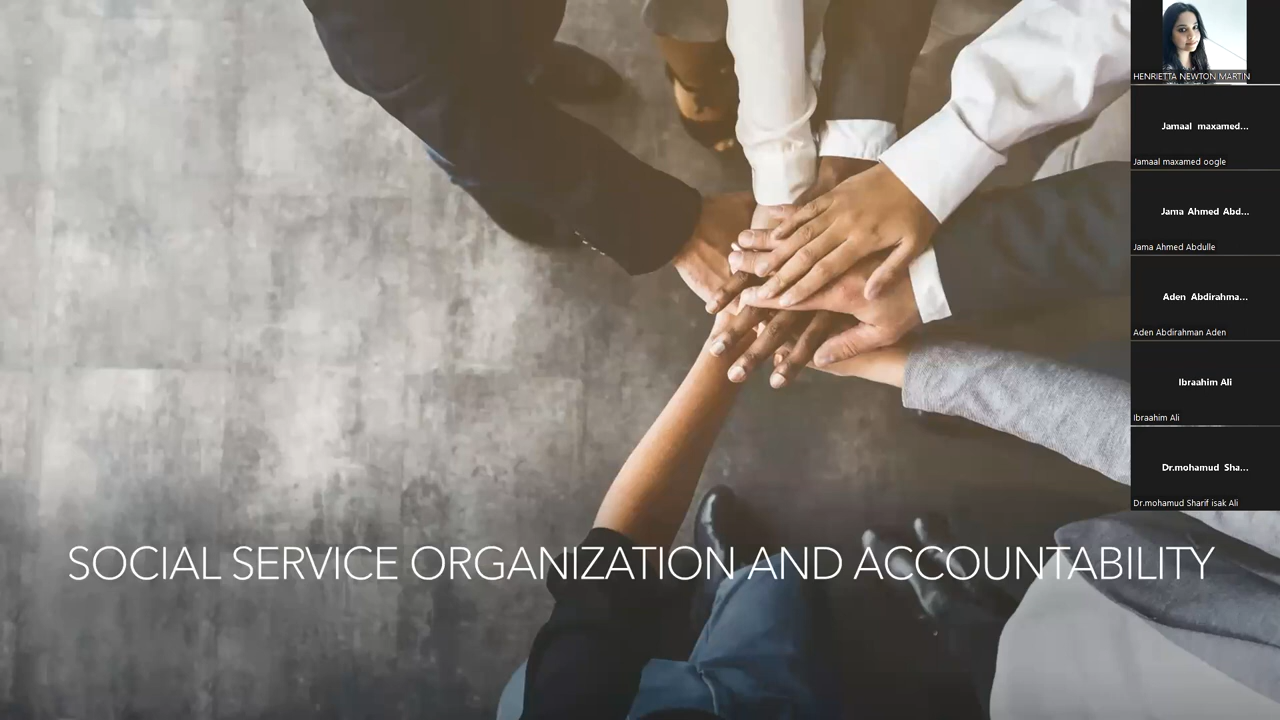 SOCIAL SERVICE ORGANIZATION AND ACCOUNTABILITY
HENRIETTA NEWTON MARTIN
Jamaal maxamed...
Jamaal maxamed oogle
Jama Ahmed Abd...
Jama Ahmed Abdulle
Aden Abdirahma...
Aden Abdirahman Aden
Ibraahim Ali
Ibraahim Ali
Dr.mohamud Sha...
Dr.mohamud Sharif isak Ali